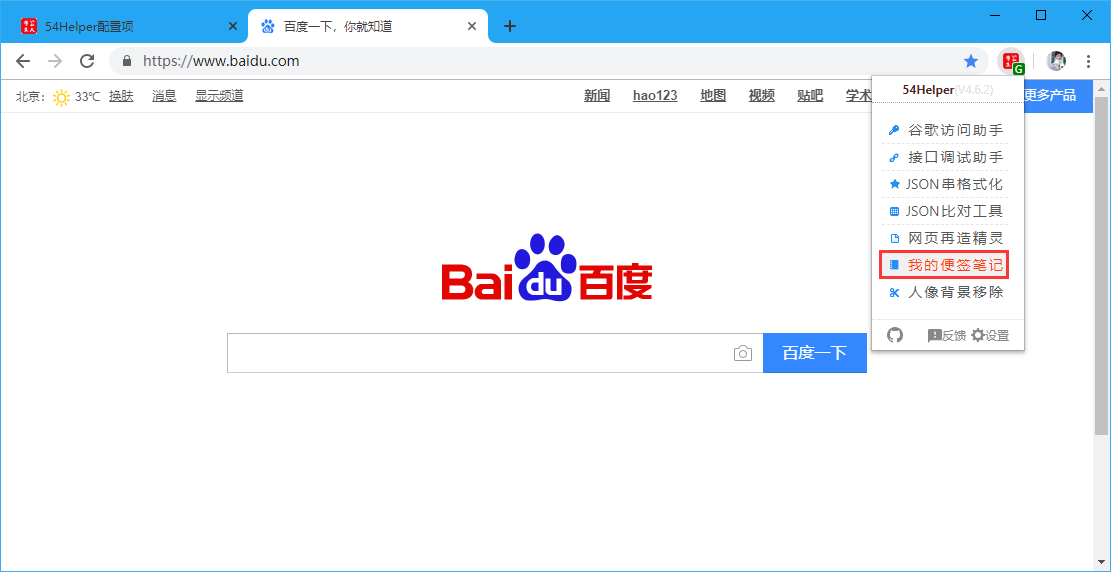 54Helper配置项
百度一下，你就知道
https://www.baidu.com
G
北京: 33℃ 换肤 消息 显示频道
新闻 hao123 地图 视频 贴吧 学术 更多产品
54Helper(V4.6.2)
谷歌访问助手
接口调试助手
JSON串格式化
JSON比对工具
网页再造精灵
我的便签笔记
人像背景移除
反馈 设置
Bai du 百度
百度一下